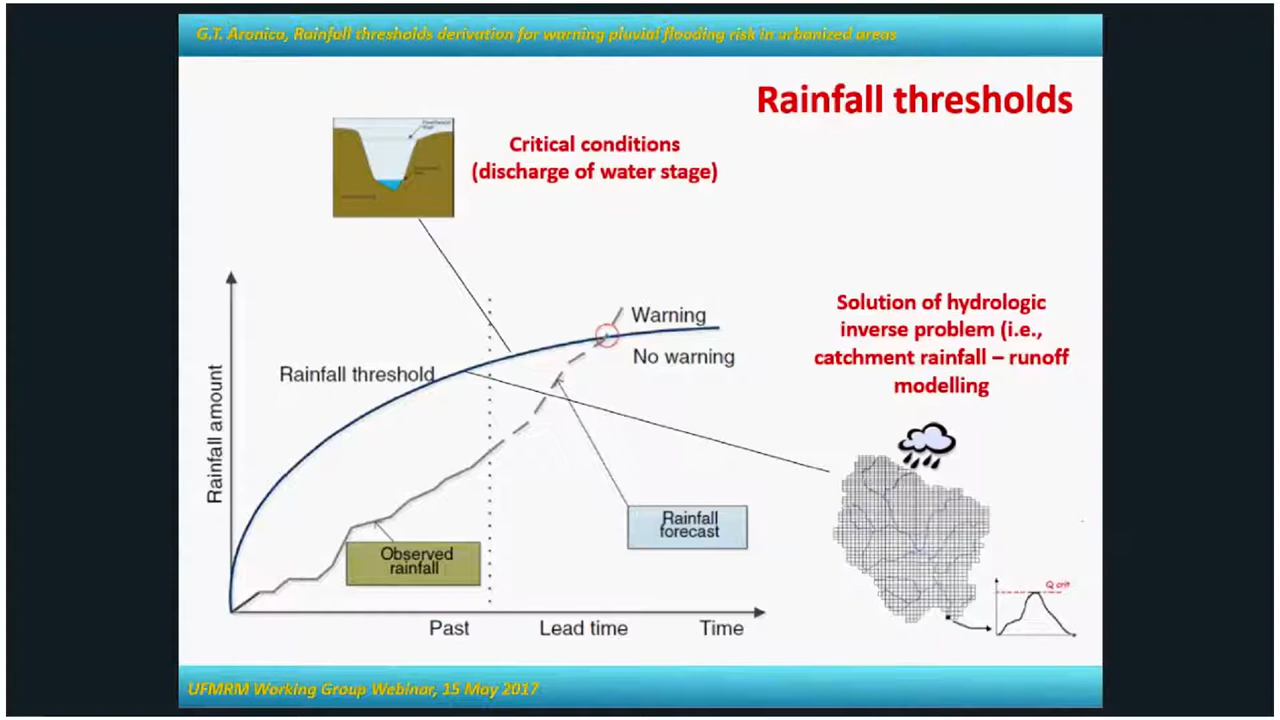 G.T. Aronica, Rainfall thresholds derivation for warning pluvial flooding risk in urbanized areas
Rainfall thresholds
Critical conditions
(discharge of water stage)
Solution of hydrologic
inverse problem (i.e.,
catchment rainfall – runoff
modelling
Warning
No warning
Rainfall threshold
Rainfall amount
Rainfall
forecast
Observed
rainfall
Q crit
Past
Lead time
Time
UFMRM Working Group Webinar, 15 May 2017